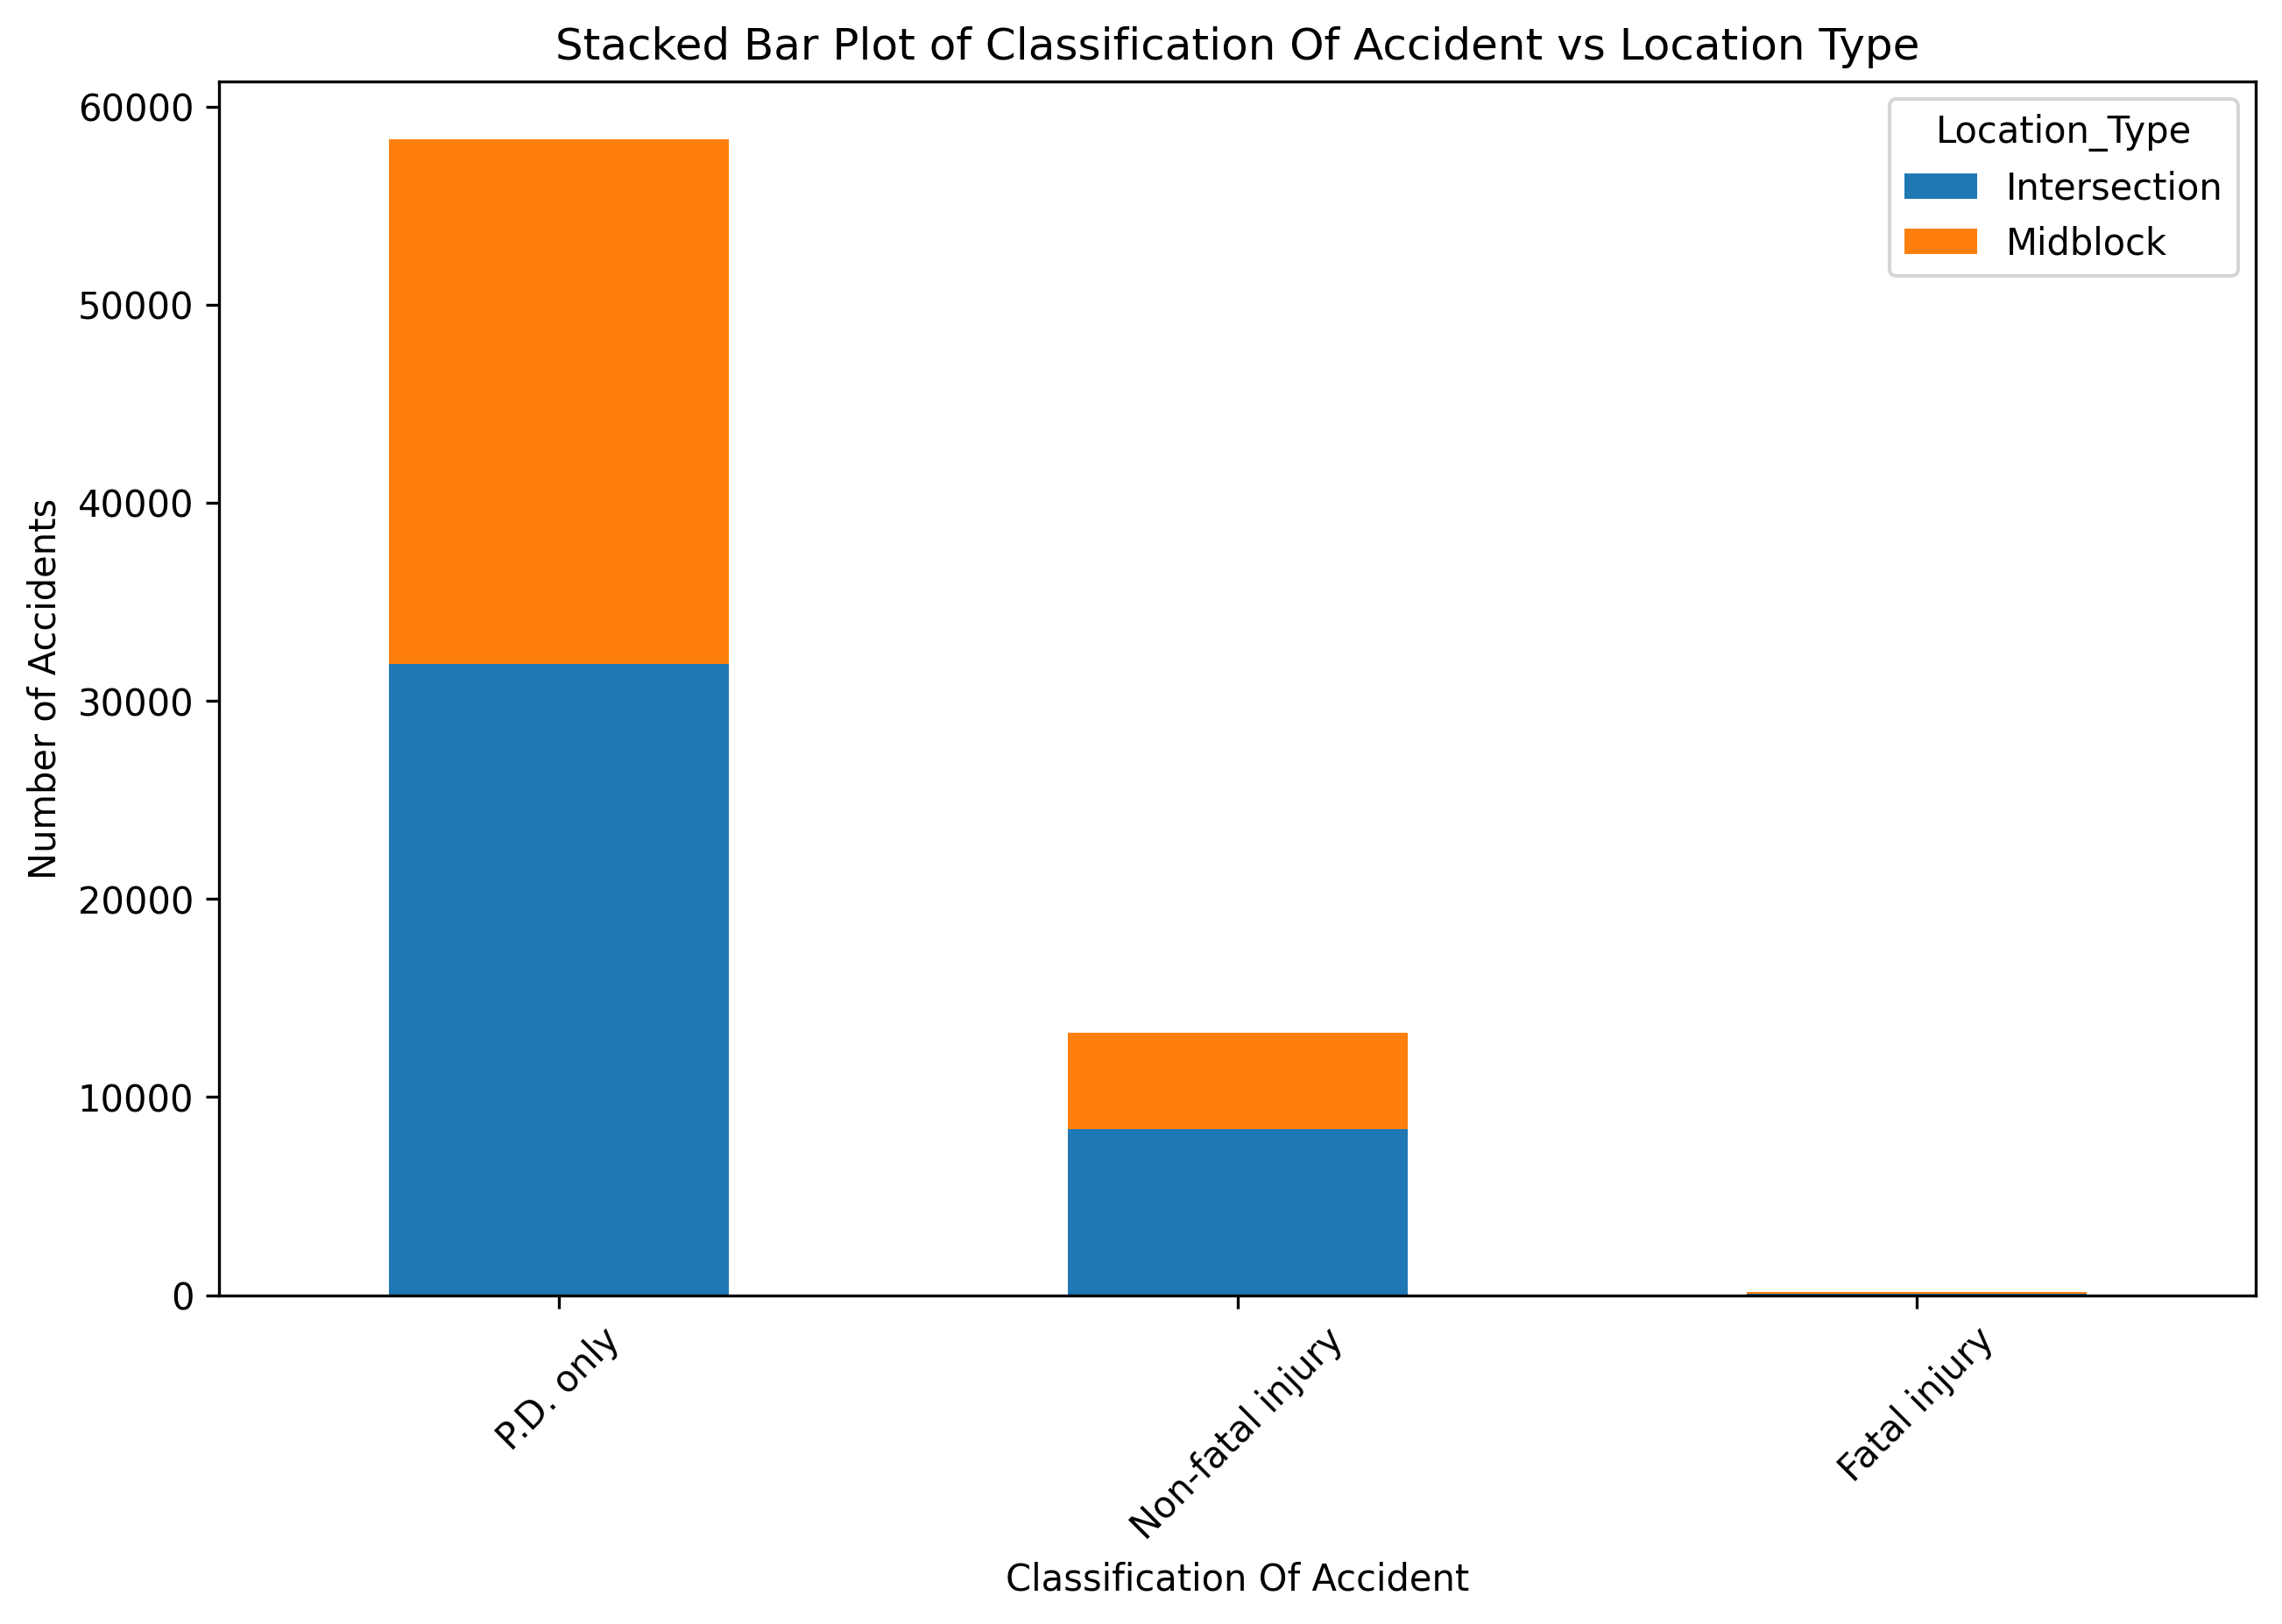 Stacked Bar Plot of Classification Of Accident vs Location Type
60000
50000
40000
30000
20000
10000
0
Number of Accidents
Location_Type
Intersection
Midblock
P.D. only
Non-fatal injury
Fatal injury
Classification Of Accident